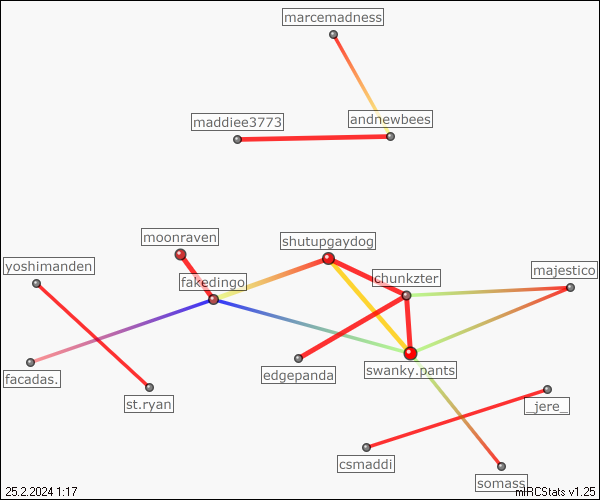 marcemadness
maddiee3773
andnewbees
moonraven
shutupgaydog
yoshimanden
fakedingo
chunkzter
majestico
facadas.
edgepanda
swanky.pants
st.ryan
_jere_
csmaddi
somass
25.2.2024 1:17
mIRCStats v1.25